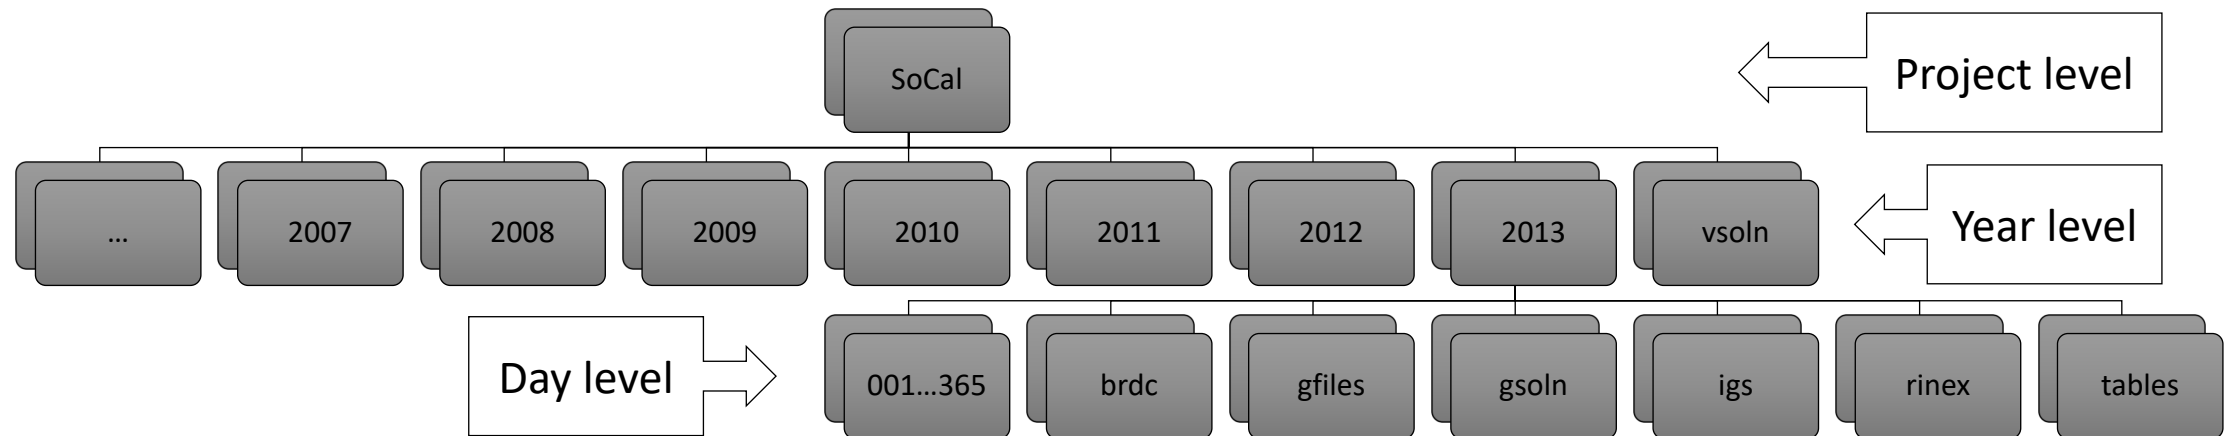 SoCal
Project level
...
2007
2008
2009
2010
2011
2012
2013
vsoln
Year level
Day level
001...365
brdc
gfiles
gsoln
igs
rinex
tables